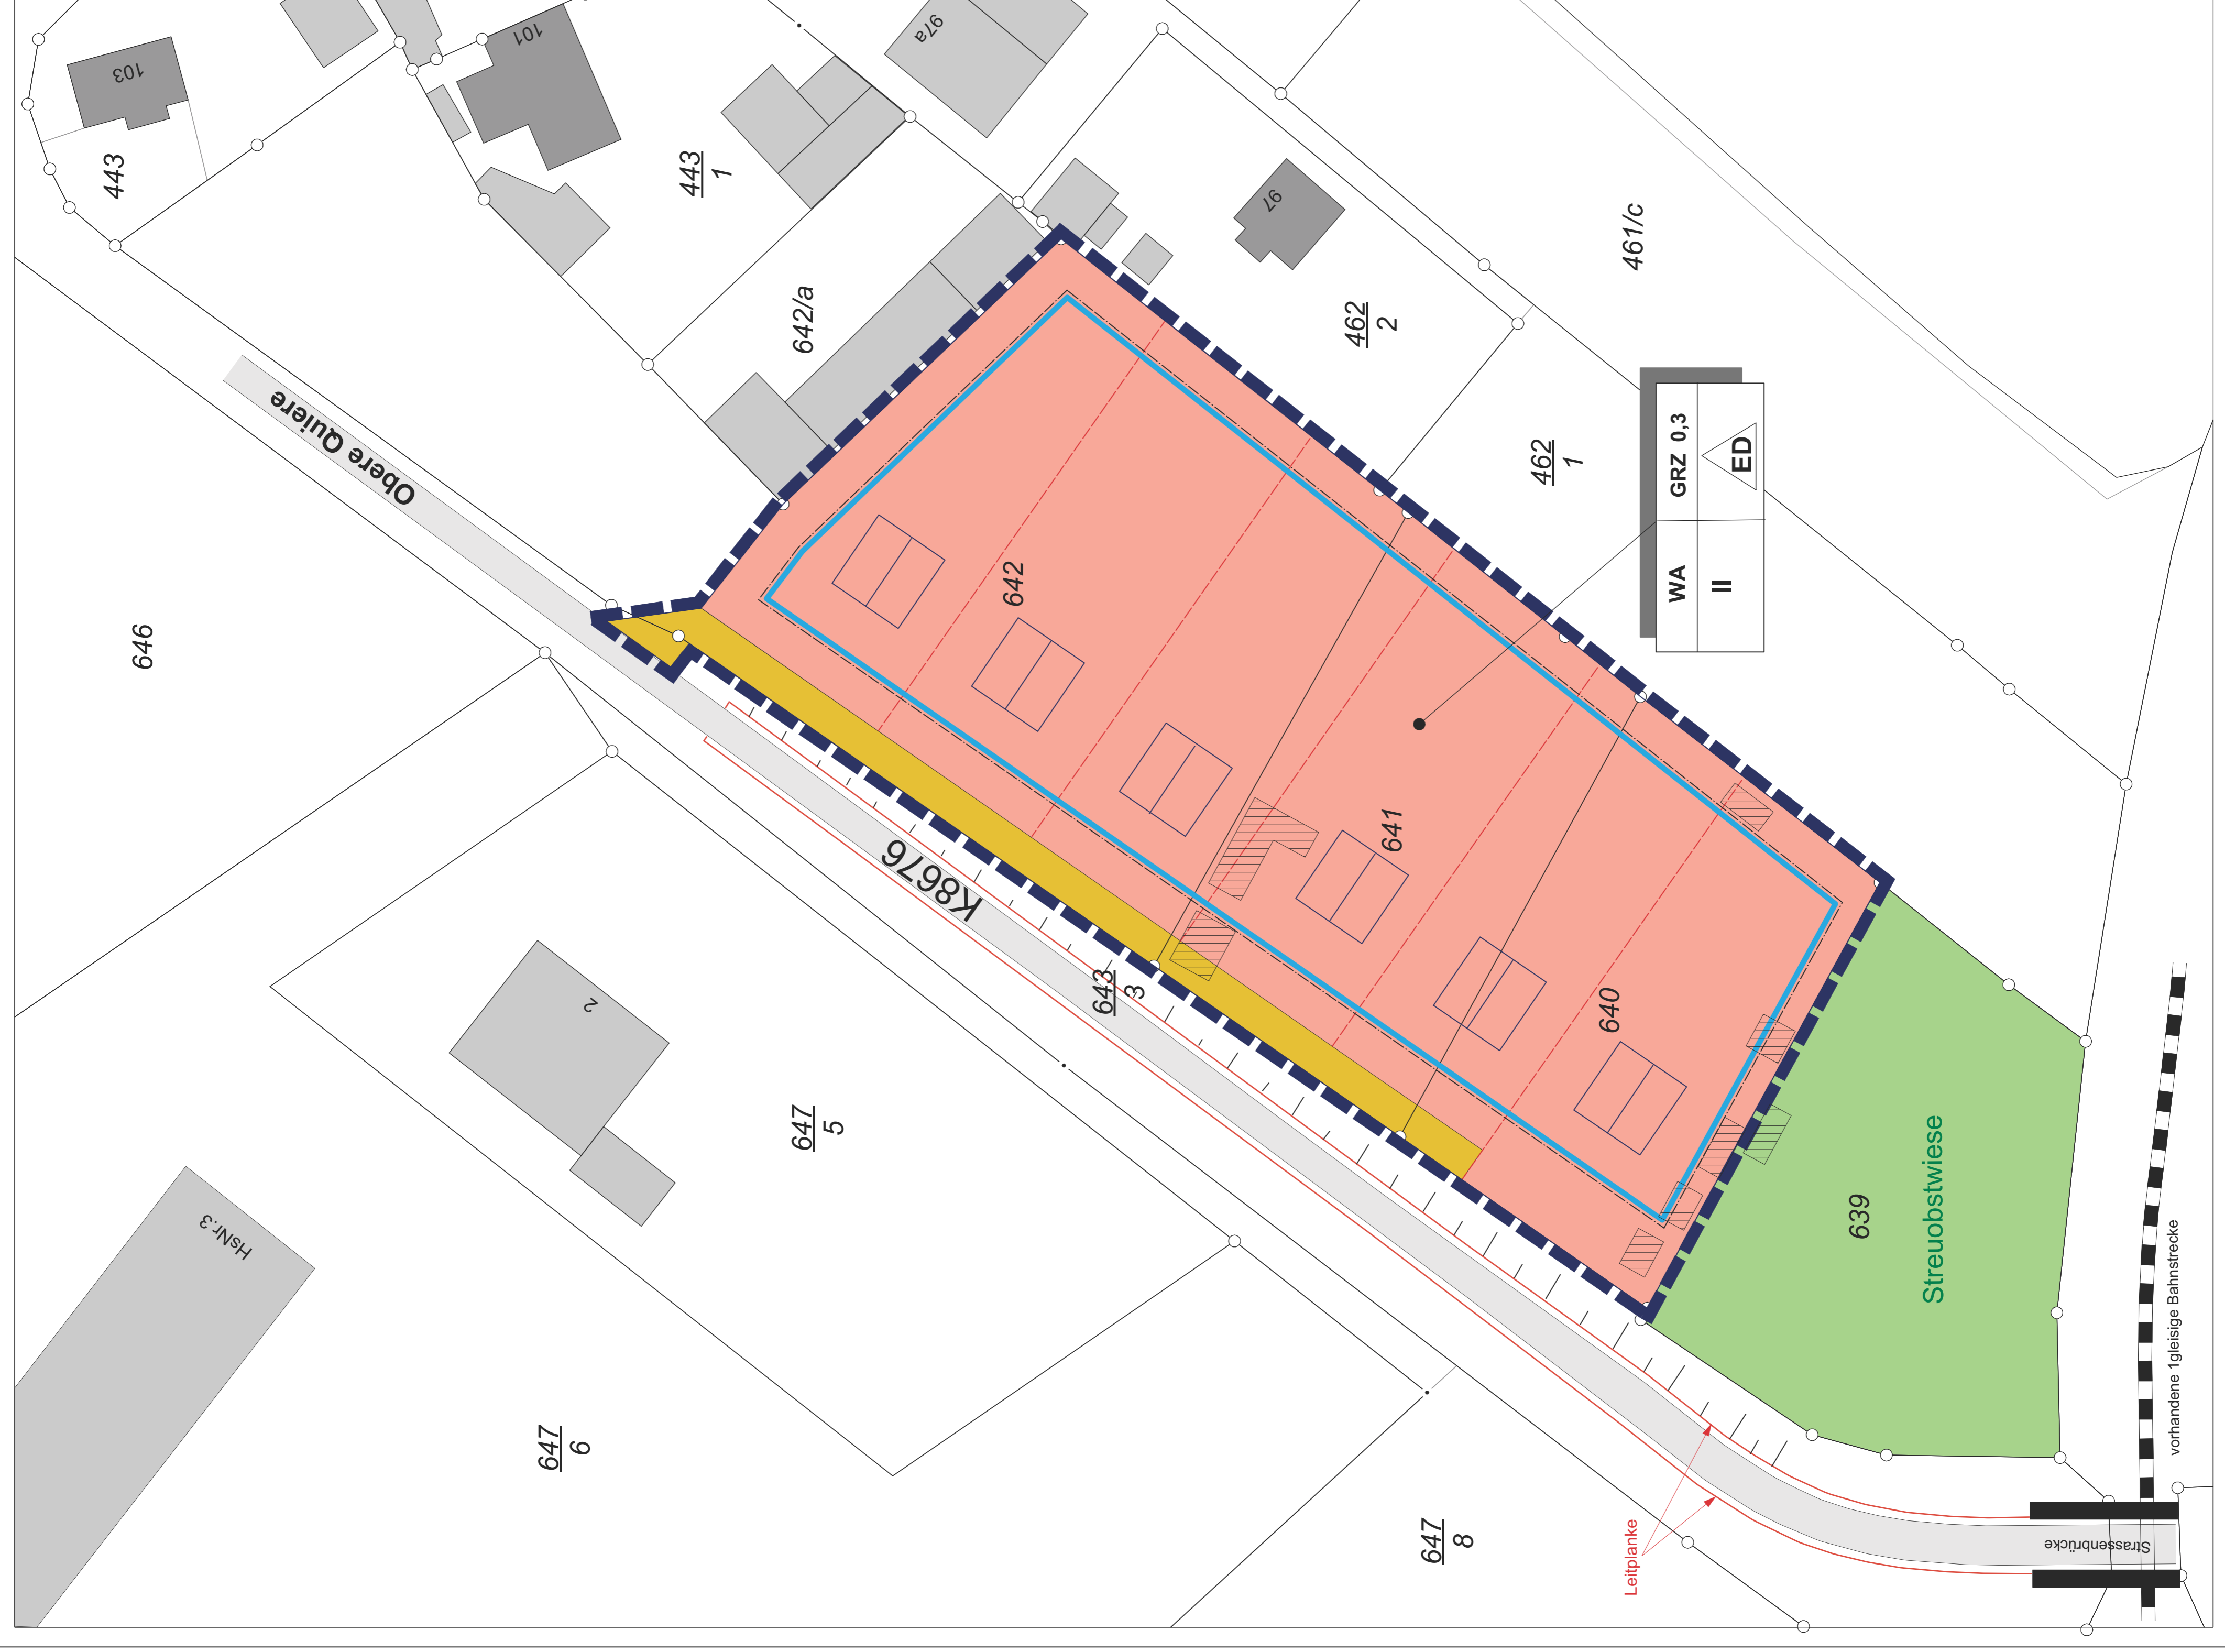 103
101
97a
443
443
1
97
461/c
642/a
462
2
Obere Quiere
462
1
WA
GRZ 0,3
II
ED
642
646
641
K8676
643
3
640
2
647
5
639
Streuobstwiese
HsNr.3
647
6
647
8
Leitplanke
vorhandene 1gleisige Bahnstrecke
Strassenbrücke